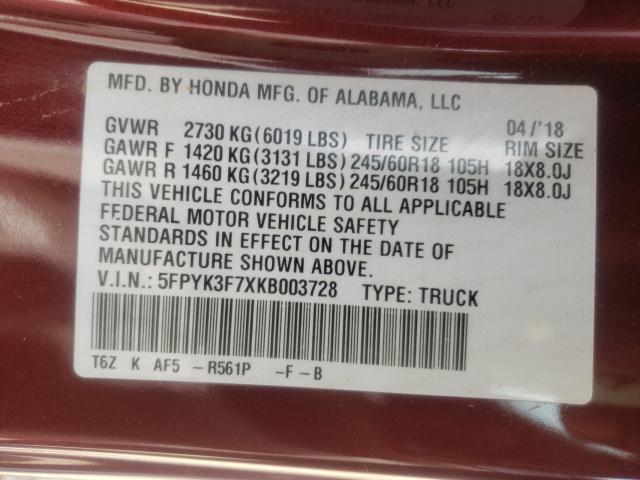 MFD. BY HONDA MFG. OF ALABAMA, LLC
04/'18
GVWR 2730 KG(6019 LBS) TIRE SIZE RIM SIZE
GAWR F 1420 KG(3131 LBS)245/60R18 105H 18X8.0J
GAWR R 1460 KG(3219 LBS)245/60R18 105H 18X8.0J
THIS VEHICLE CONFORMS TO ALL APPLICABLE
FEDERAL MOTOR VEHICLE SAFETY
STANDARDS IN EFFECT ON THE DATE OF
MANUFACTURE SHOWN ABOVE.
V.I.N.: 5FPYK3F7XKB003728 TYPE: TRUCK
T6Z K AF5 -R561P -F-B